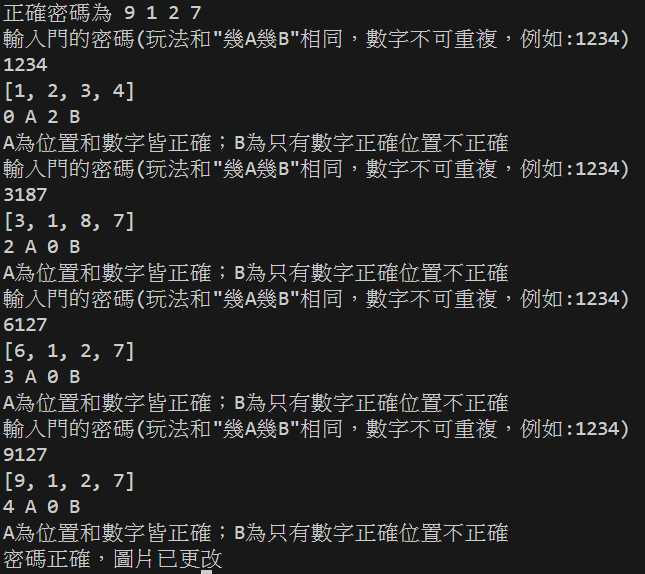 正確密碼為 9 1 2 7
輸入門的密碼(玩法和"幾A幾B"相同，數字不可重複，例如:1234)
1234
[1, 2, 3, 4]
0 A 2 B
A為位置和數字皆正確；B為只有數字正確位置不正確
輸入門的密碼(玩法和"幾A幾B"相同，數字不可重複，例如:1234)
3187
[3, 1, 8, 7]
2 A 0 B
A為位置和數字皆正確；B為只有數字正確位置不正確
輸入門的密碼(玩法和"幾A幾B"相同，數字不可重複，例如:1234)
6127
[6, 1, 2, 7]
3 A 0 B
A為位置和數字皆正確；B為只有數字正確位置不正確
輸入門的密碼(玩法和"幾A幾B"相同，數字不可重複，例如:1234)
9127
[9, 1, 2, 7]
4 A 0 B
A為位置和數字皆正確；B為只有數字正確位置不正確
密碼正確，圖片已更改